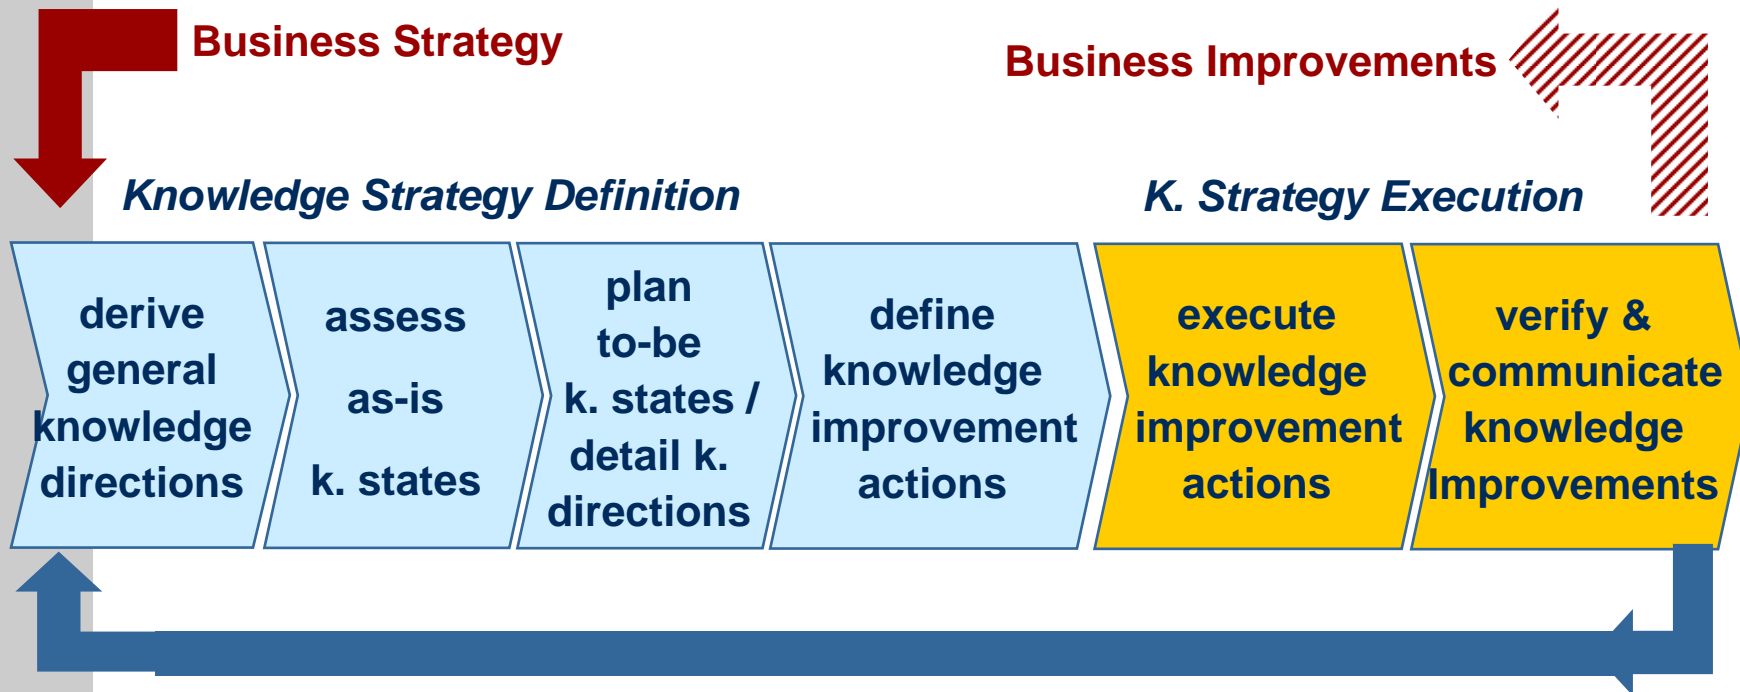 Business Strategy
Business Improvements
Knowledge Strategy Definition
K. Strategy Execution
derive
general
knowledge
directions
assess
as-is
k. states
plan
to-be
k. states /
detail k.
directions
define
knowledge
improvement
actions
execute
knowledge
improvement
actions
verify &
communicate
knowledge
Improvements